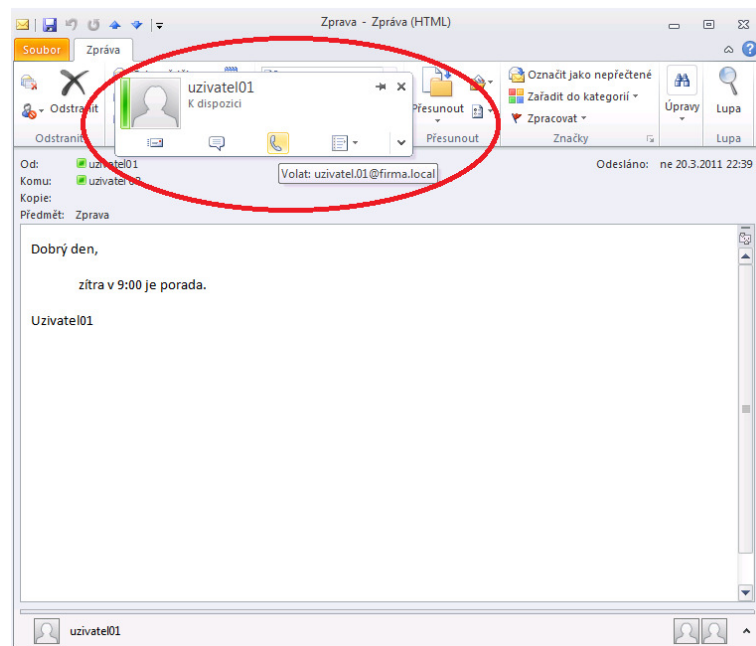 Zprava - Zpráva (HTML)
Soubor Zpráva
uzivatel01
K dispozici
Odstranit
Přesunout
Označit jako nepřečtené
Zařadit do kategorií
Zpracovat
Úpravy
Lupa
Odstranit
Přesunout
Značky
Lupa
Volat: uzivatel.01@firma.local
Od: uzivatel01
Odesláno: ne 20.3.2011 22:39
Komu:
Kopie:
Předmět: Zprava
Dobrý den,
zítra v 9:00 je porada.
Uzivatel01
uzivatel01